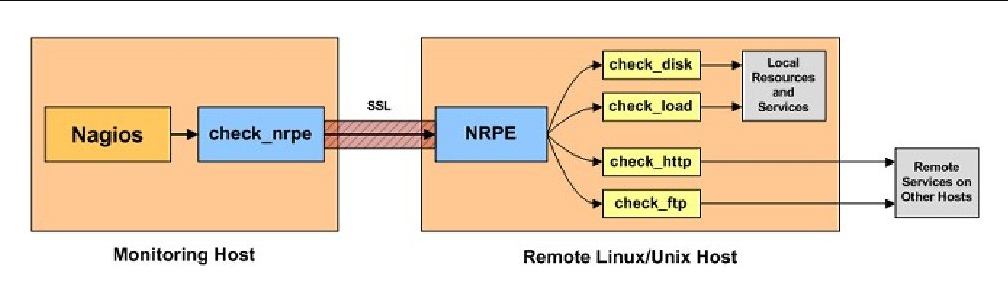 SSL
Nagios
check_nrpe
NRPE
check_disk
check_load
check_http
check_ftp
Local
Resources
and
Services
Remote
Services on
Other Hosts
Monitoring Host
Remote Linux/Unix Host